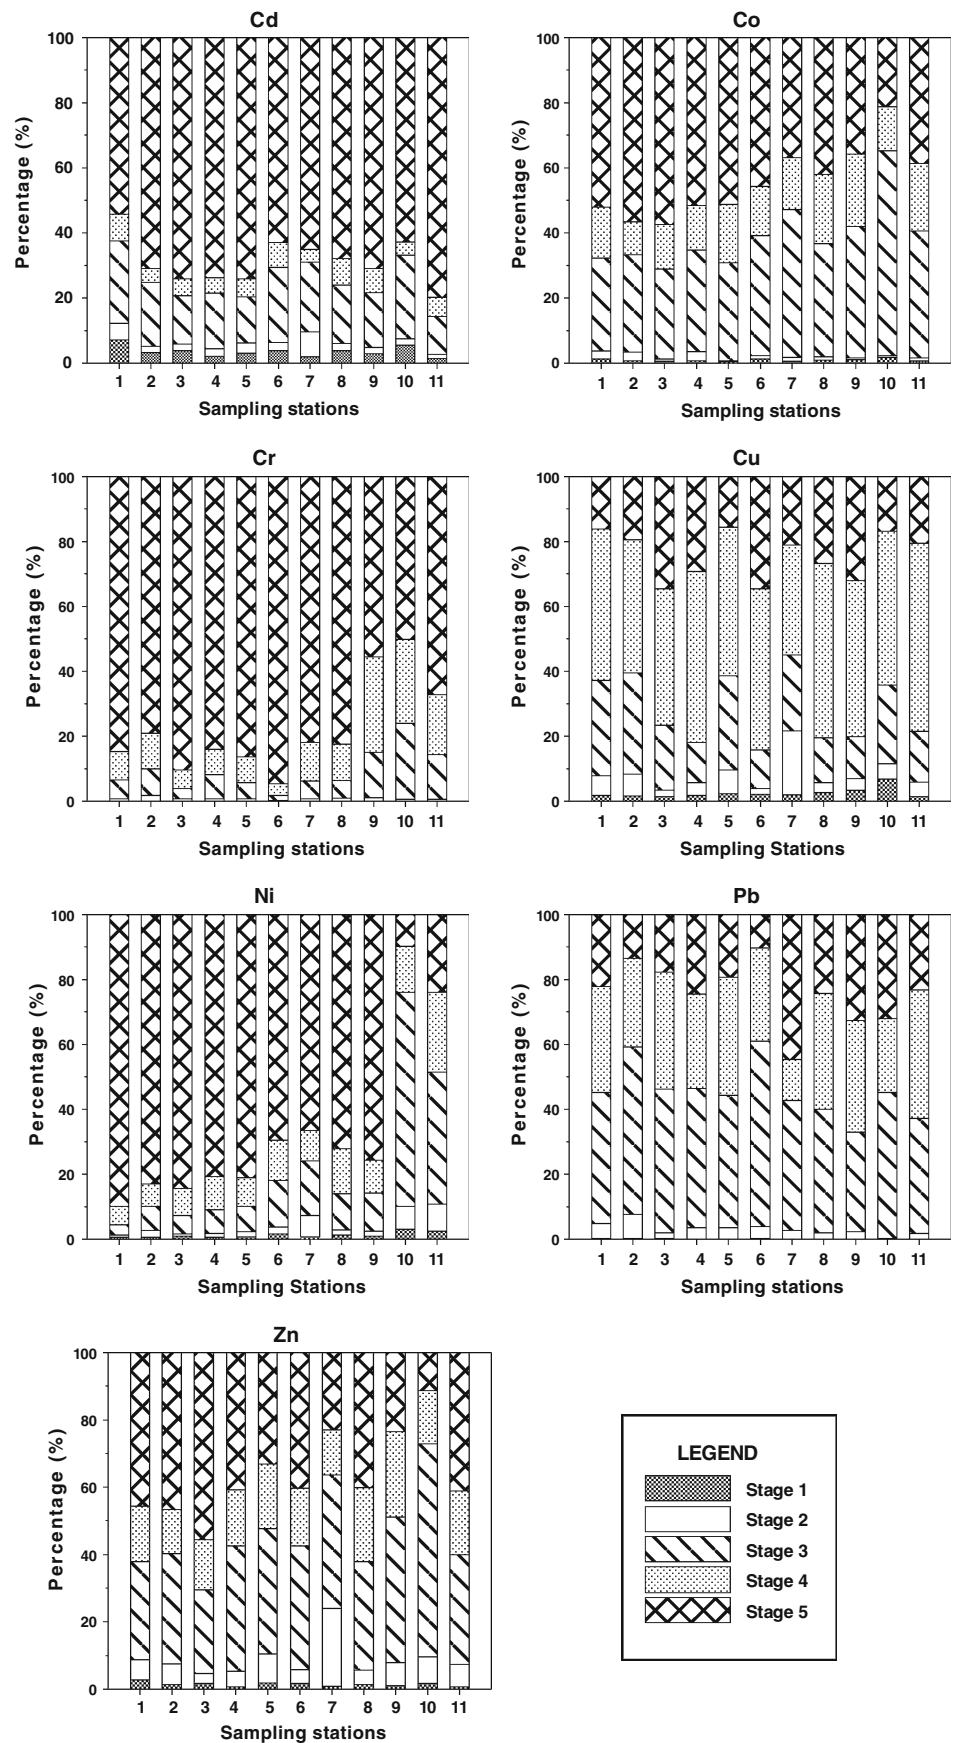 Cd
Percentage (%)
100
80
60
40
20
0
1 2 3 4 5 6 7 8 9 10 11
Sampling stations
Co
Percentage (%)
100
80
60
40
20
0
1 2 3 4 5 6 7 8 9 10 11
Sampling stations
Cr
Percentage (%)
100
80
60
40
20
0
1 2 3 4 5 6 7 8 9 10 11
Sampling stations
Cu
Percentage (%)
100
80
60
40
20
0
1 2 3 4 5 6 7 8 9 10 11
Sampling Stations
Ni
Percentage (%)
100
80
60
40
20
0
1 2 3 4 5 6 7 8 9 10 11
Sampling Stations
Pb
Percentage (%)
100
80
60
40
20
0
1 2 3 4 5 6 7 8 9 10 11
Sampling stations
Zn
Percentage (%)
100
80
60
40
20
0
1 2 3 4 5 6 7 8 9 10 11
Sampling stations
LEGEND
Stage 1
Stage 2
Stage 3
Stage 4
Stage 5